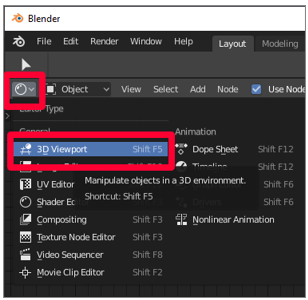 Blender
File Edit Render Window Help Layout Modeling
Object View Select Add Node Use Node
Editor Type
General Animation
3D Viewport Shift F5 Dope Sheet Shift F12
Timeline Shift F12
UV Editor Manipulate objects in a 3D environment. Shift F6
Shader Shortcut: Shift F5 Shift F6
Compositing Shift F3 Nonlinear Animation
Texture Node Editor Shift F3
Video Sequencer Shift F8
Movie Clip Editor Shift F2